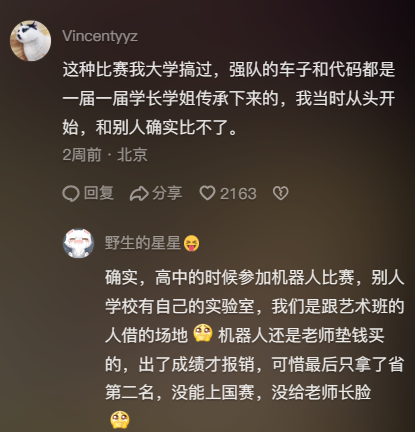 Vincentyyz
这种比赛我大学搞过，强队的车子和代码都是
一届一届学长学姐传承下来的，我当时从头开
始，和别人确实比不了。
2周前 · 北京
回复 分享 2163
野生的星星😝
确实，高中的时候参加机器人比赛，别人
学校有自己的实验室，我们是跟艺术班的
人借的场地🥺机器人还是老师垫钱买
的，出了成绩才报销，可惜最后只拿了省
第二名，没能上国赛，没给老师长脸
🥺